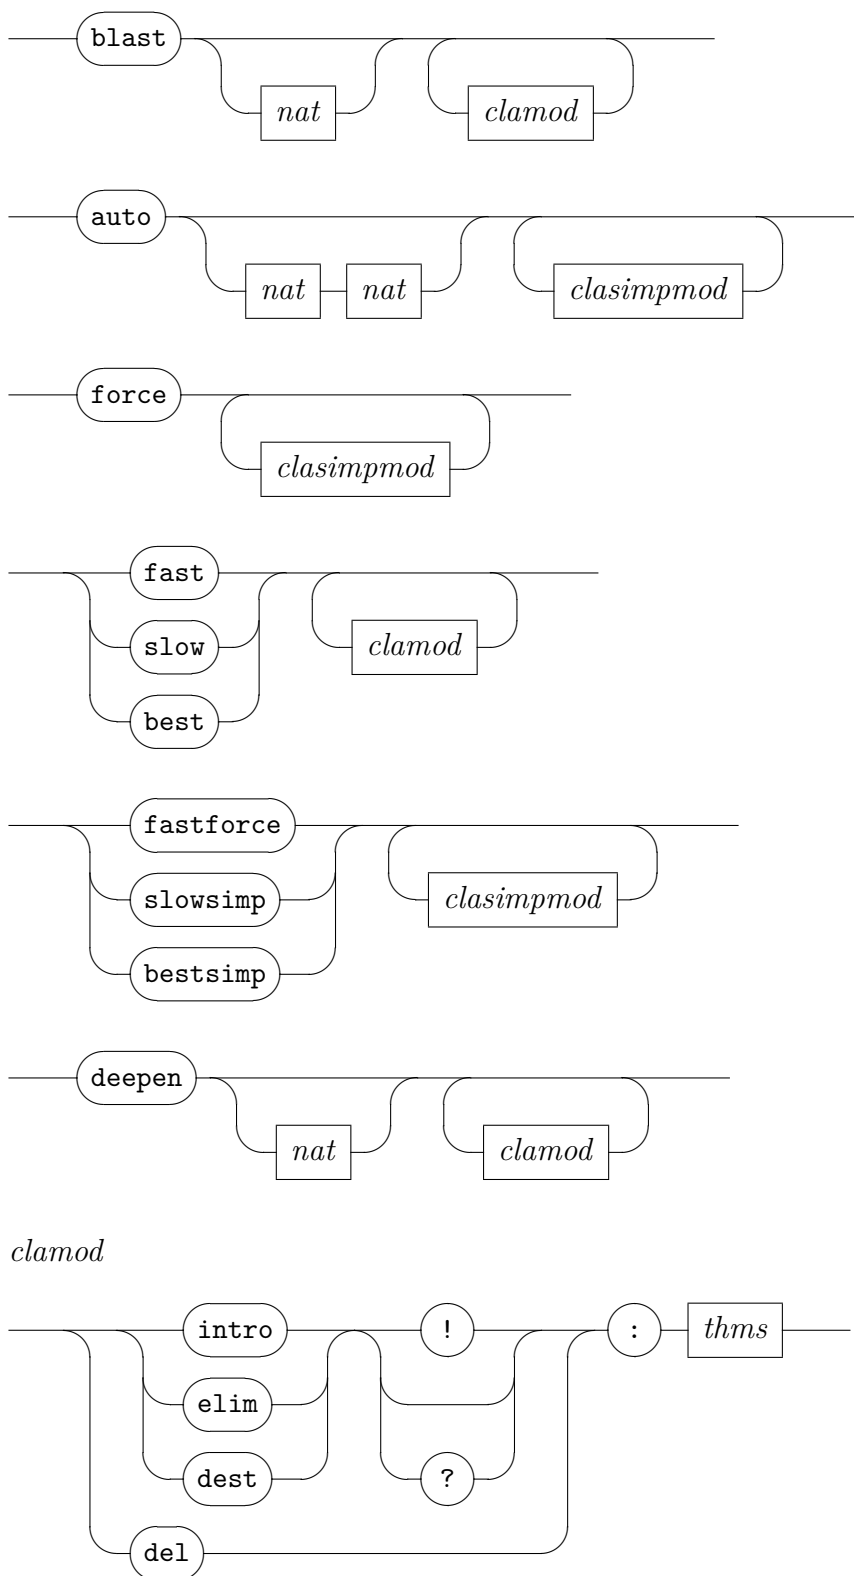 blast
nat clamod
auto
nat nat clasimpmod
force
clasimpmod
fast
slow clamod
best
fastforce
slowsimp clasimpmod
bestsimp
deepen
nat clamod
clamod
intro ! : thms
elim
dest ?
del